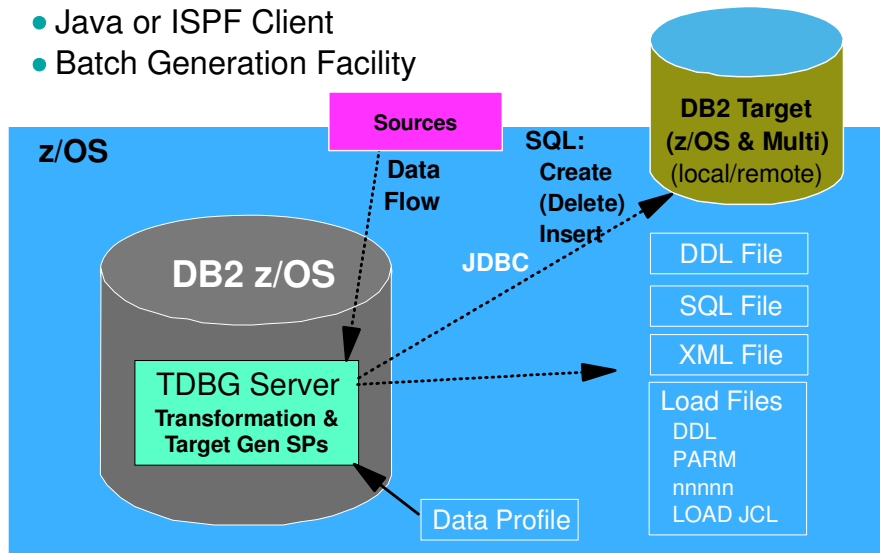 Java or ISPF Client
Batch Generation Facility
Sources
DB2 Target
(z/OS & Multi)
(local/remote)
z/OS
Data
Flow
SQL:
Create
(Delete)
Insert
JDBC
DB2 z/OS
TDBG Server
Transformation &
Target Gen SPs
Data Profile
DDL File
SQL File
XML File
Load Files
DDL
PARM
nnnnn
LOAD JCL